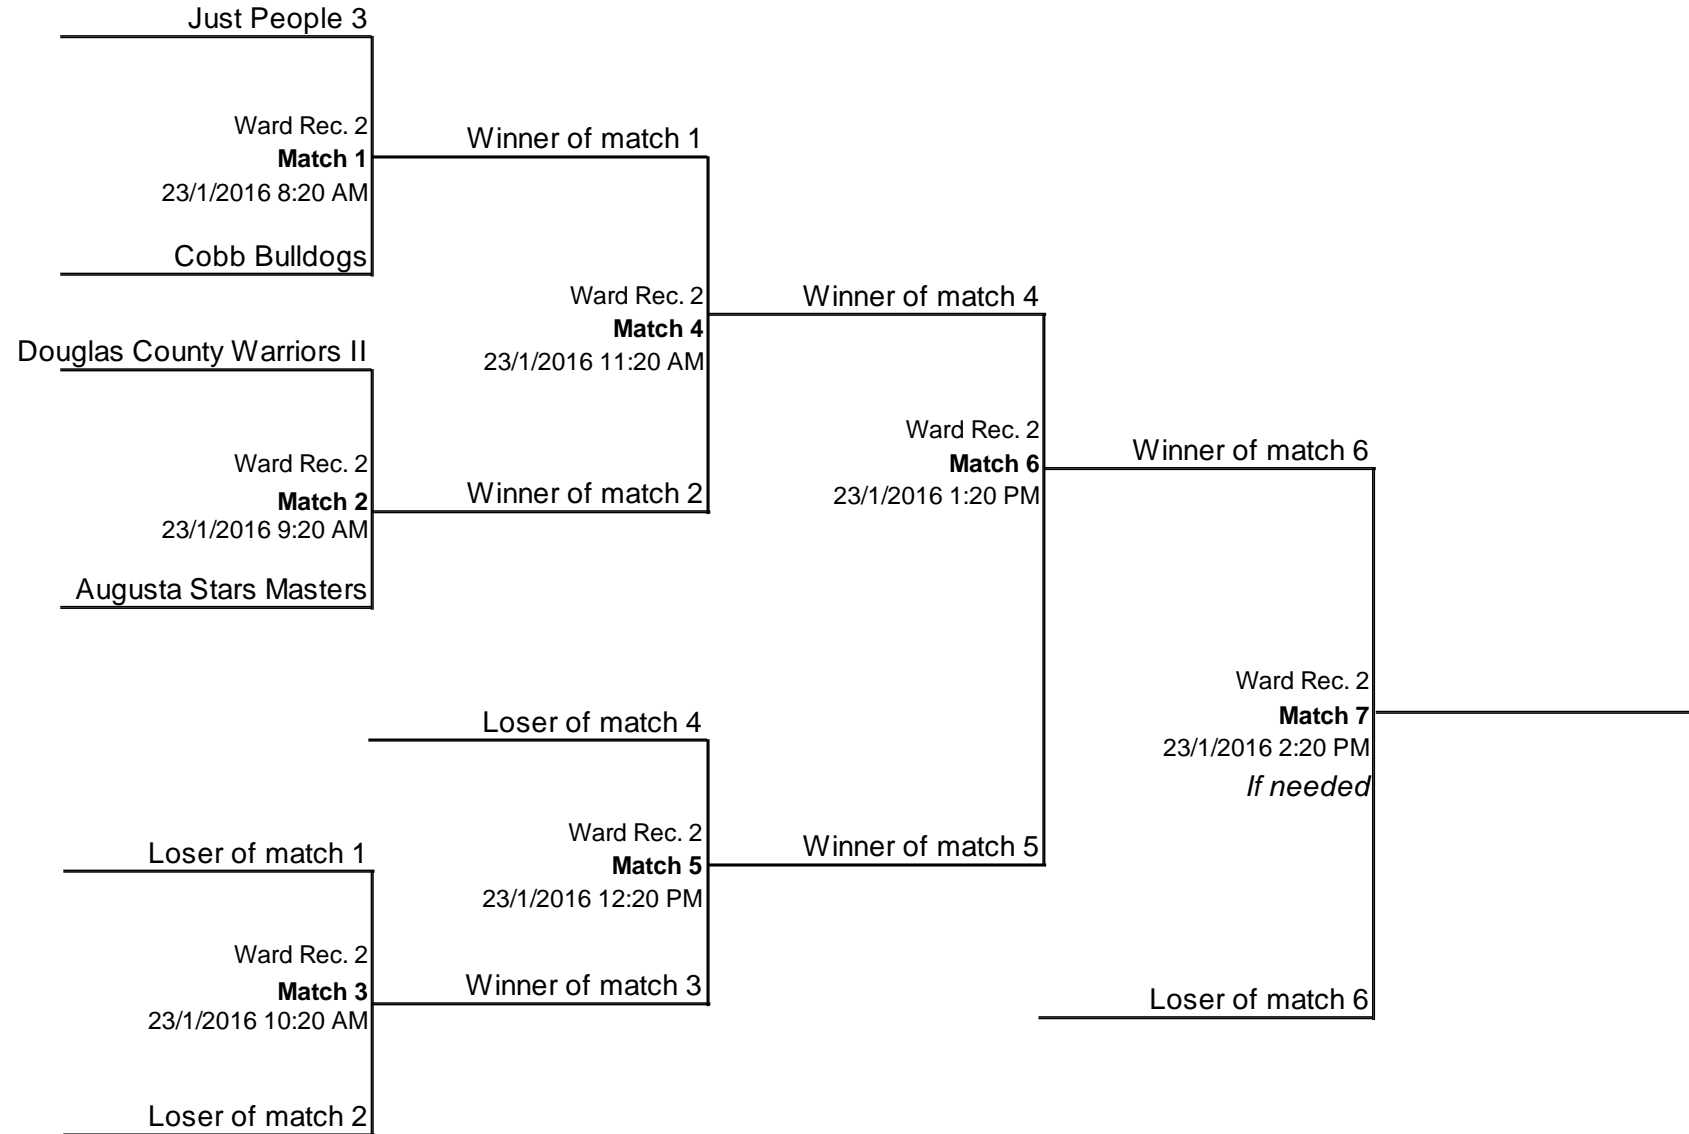 Just People 3
Ward Rec. 2
Match 1
23/1/2016 8:20 AM
Cobb Bulldogs
Winner of match 1
Douglas County Warriors II
Ward Rec. 2
Match 2
23/1/2016 9:20 AM
Augusta Stars Masters
Winner of match 2
Ward Rec. 2
Match 4
23/1/2016 11:20 AM
Winner of match 4
Ward Rec. 2
Match 6
23/1/2016 1:20 PM
Winner of match 6
Loser of match 4
Ward Rec. 2
Match 5
23/1/2016 12:20 PM
Winner of match 5
Loser of match 1
Ward Rec. 2
Match 3
23/1/2016 10:20 AM
Loser of match 2
Winner of match 3
Ward Rec. 2
Match 7
23/1/2016 2:20 PM
If needed
Loser of match 6